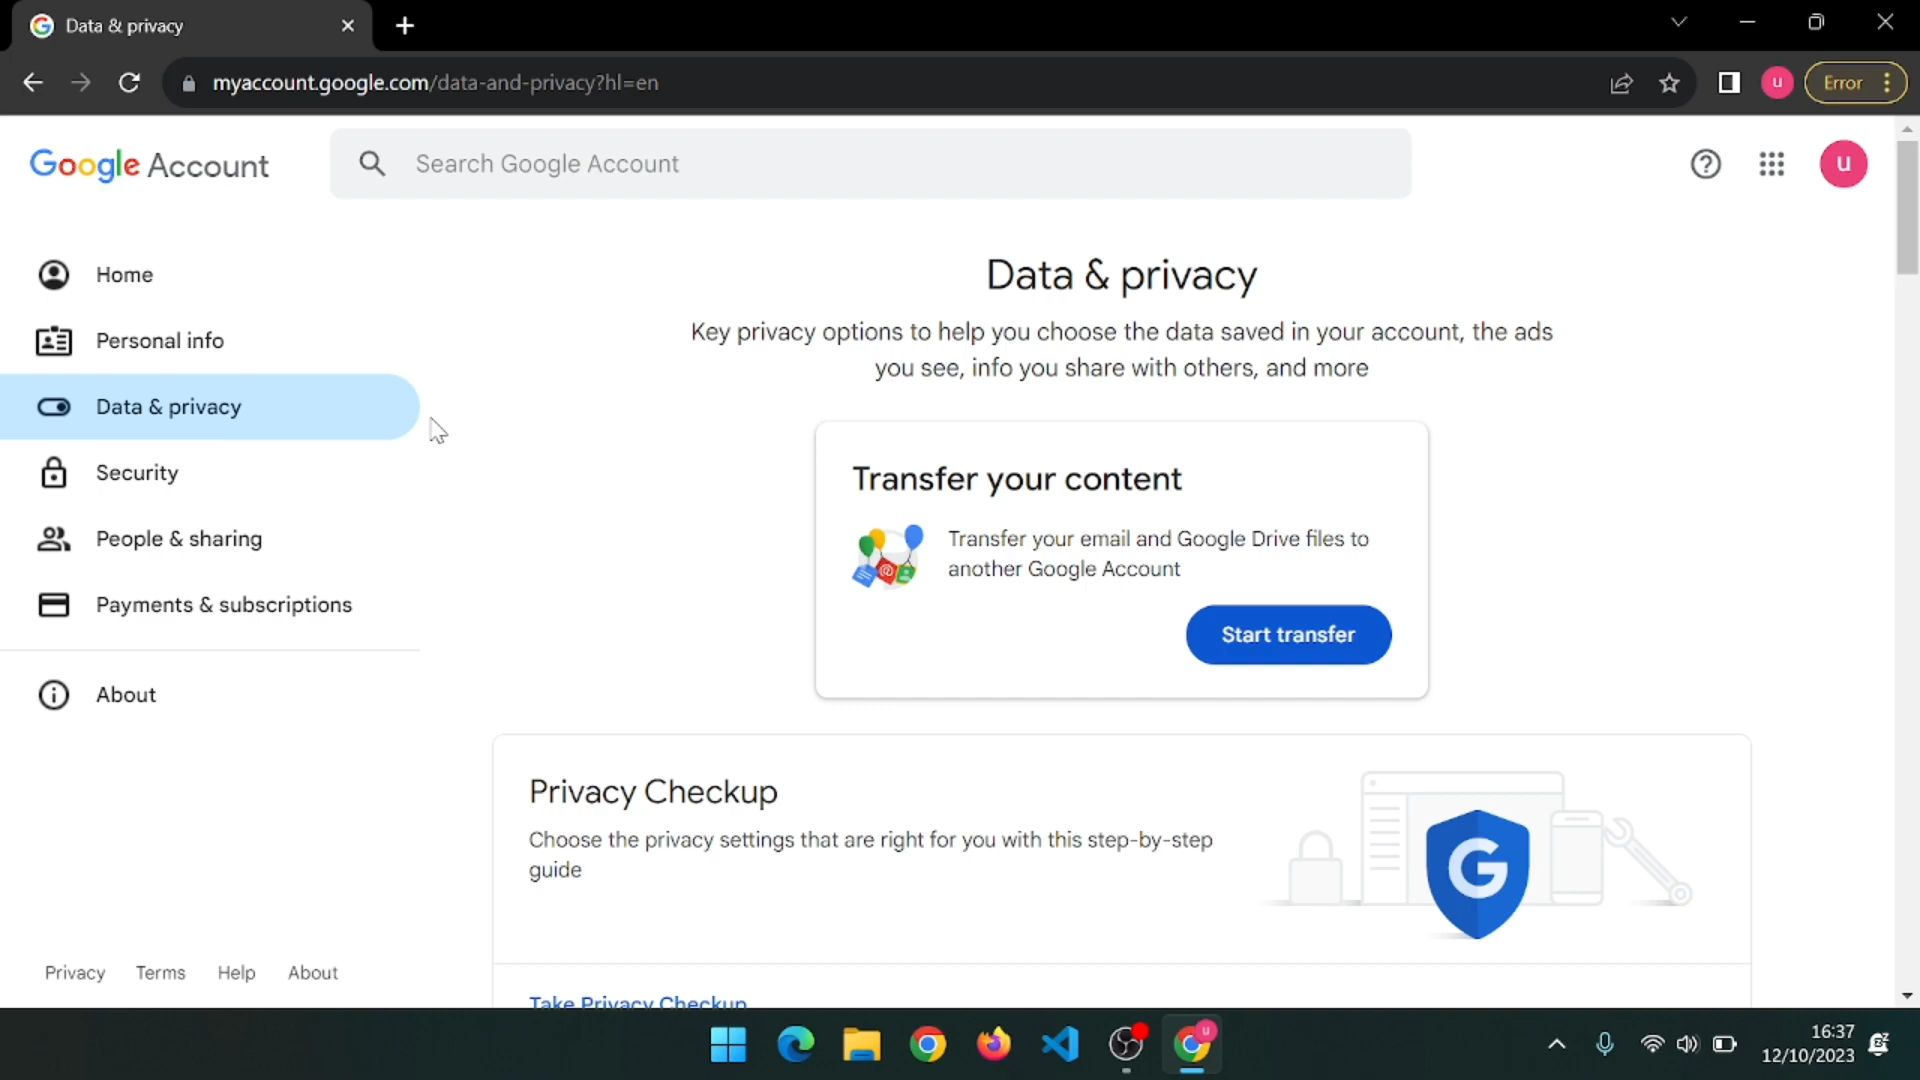 Data & privacy
myaccount.google.com/data-and-privacy?hl=en
u
Error
Google Account
Search Google Account
u
Home
Personal info
Data & privacy
Security
People & sharing
Payments & subscriptions
About
Privacy
Terms
Help
About
Data & privacy
Key privacy options to help you choose the data saved in your account, the ads
you see, info you share with others, and more
Transfer your content
Transfer your email and Google Drive files to
another Google Account
Start transfer
Privacy Checkup
Choose the privacy settings that are right for you with this step-by-step
guide
G
Take Privacy Checkup
u
16:37
12/10/2023